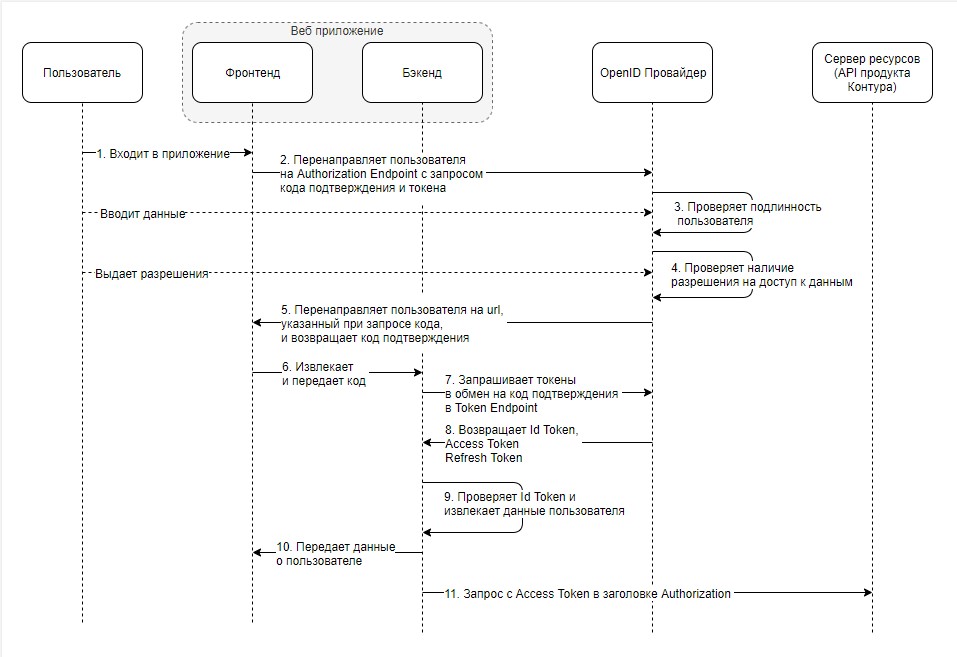 Веб приложение
Пользователь
Фронтенд
Бэкенд
OpenID Провайдер
Сервер ресурсов
(API продукта
Контура)
1. Входит в приложение
2. Перенаправляет пользователя
на Authorization Endpoint с запросом
кода подтверждения и токена
Вводит данные
3. Проверяет подлинность
пользователя
Выдает разрешения
4. Проверяет наличие
разрешения на доступ к данным
5. Перенаправляет пользователя на url,
указанный при запросе кода,
и возвращает код подтверждения
6. Извлекает
и передает код
7. Запрашивает токены
в обмен на код подтверждения
в Token Endpoint
8. Возвращает Id Token,
Access Token
Refresh Token
9. Проверяет Id Token и
извлекает данные пользователя
10. Передает данные
о пользователе
11. Запрос с Access Token в заголовке Authorization